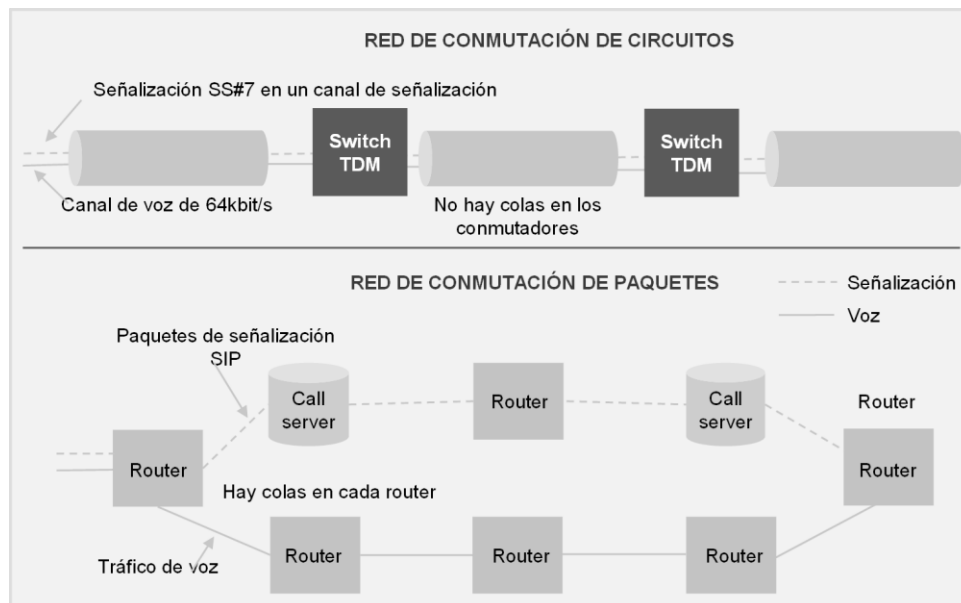 RED DE CONMUTACIÓN DE CIRCUITOS
Señalización SS#7 en un canal de señalización
Switch
TDM
Switch
TDM
Canal de voz de 64kbit/s
No hay colas en los
conmutadores
RED DE CONMUTACIÓN DE PAQUETES
Señalización
Voz
Paquetes de señalización
SIP
Call
server
Router
Call
server
Router
Router
Router
Hay colas en cada router
Router
Router
Router
Tráfico de voz